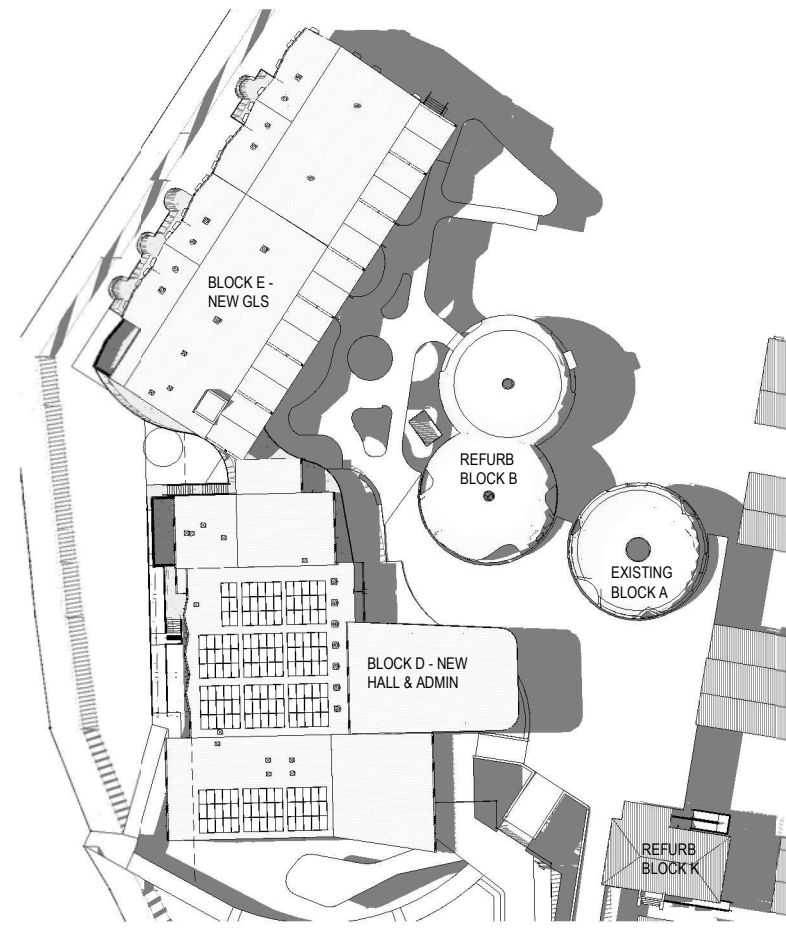 BLOCK E -
NEW GLS
REFURB
BLOCK B
EXISTING
BLOCK A
BLOCK D - NEW
HALL & ADMIN
REFURB
BLOCK K